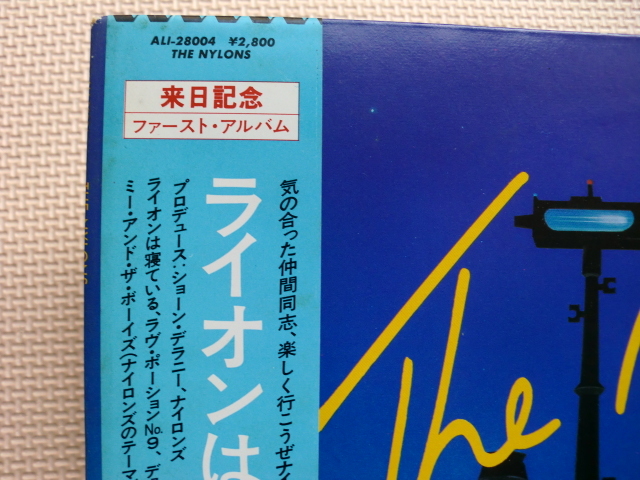 ALI-28004 ¥2,800
THE NYLONS
来日記念
ファースト・アルバム
気の合った仲間同志、楽しく行こうぜナイ
ライオンは
プロデュース:ショーン・デラニー、ナイロンズ
ライオンは寝ている、ラヴ・ポーション No.9、デ
ミー・アンド・ザ・ボーイズ(ナイロンズのテーマ
The
THE NYLONS